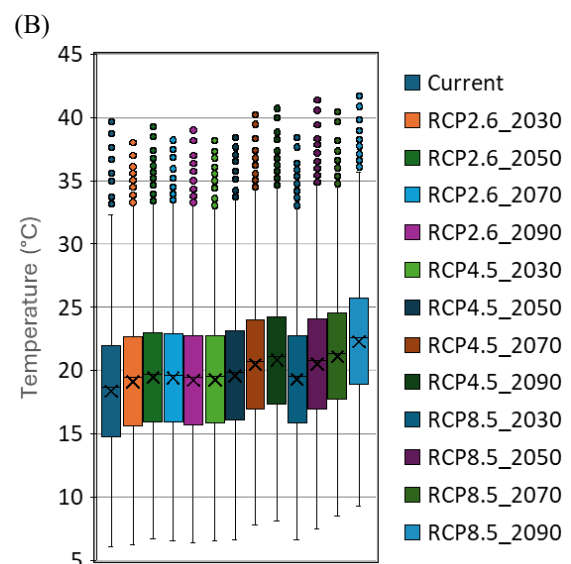 (B)
45
40
35
30
25
20
15
10
5
Temperature (°C)
Current
RCP2.6_2030
RCP2.6_2050
RCP2.6_2070
RCP2.6_2090
RCP4.5_2030
RCP4.5_2050
RCP4.5_2070
RCP4.5_2090
RCP8.5_2030
RCP8.5_2050
RCP8.5_2070
RCP8.5_2090